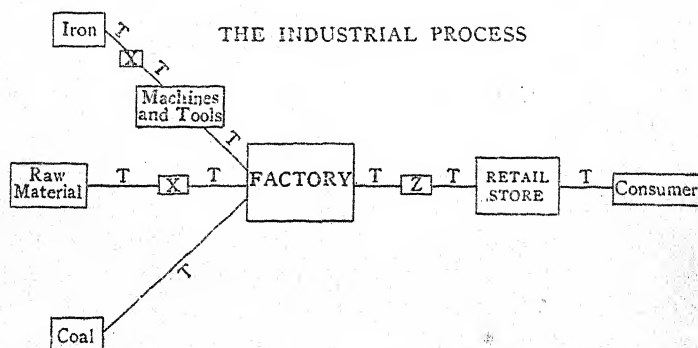 THE INDUSTRIAL PROCESS
Iron
T
X
T
Machines
and Tools
T
Raw
Material
T
X
T
FACTORY
T
Z
T
RETAIL
STORE
T
Consumer
T
Coal